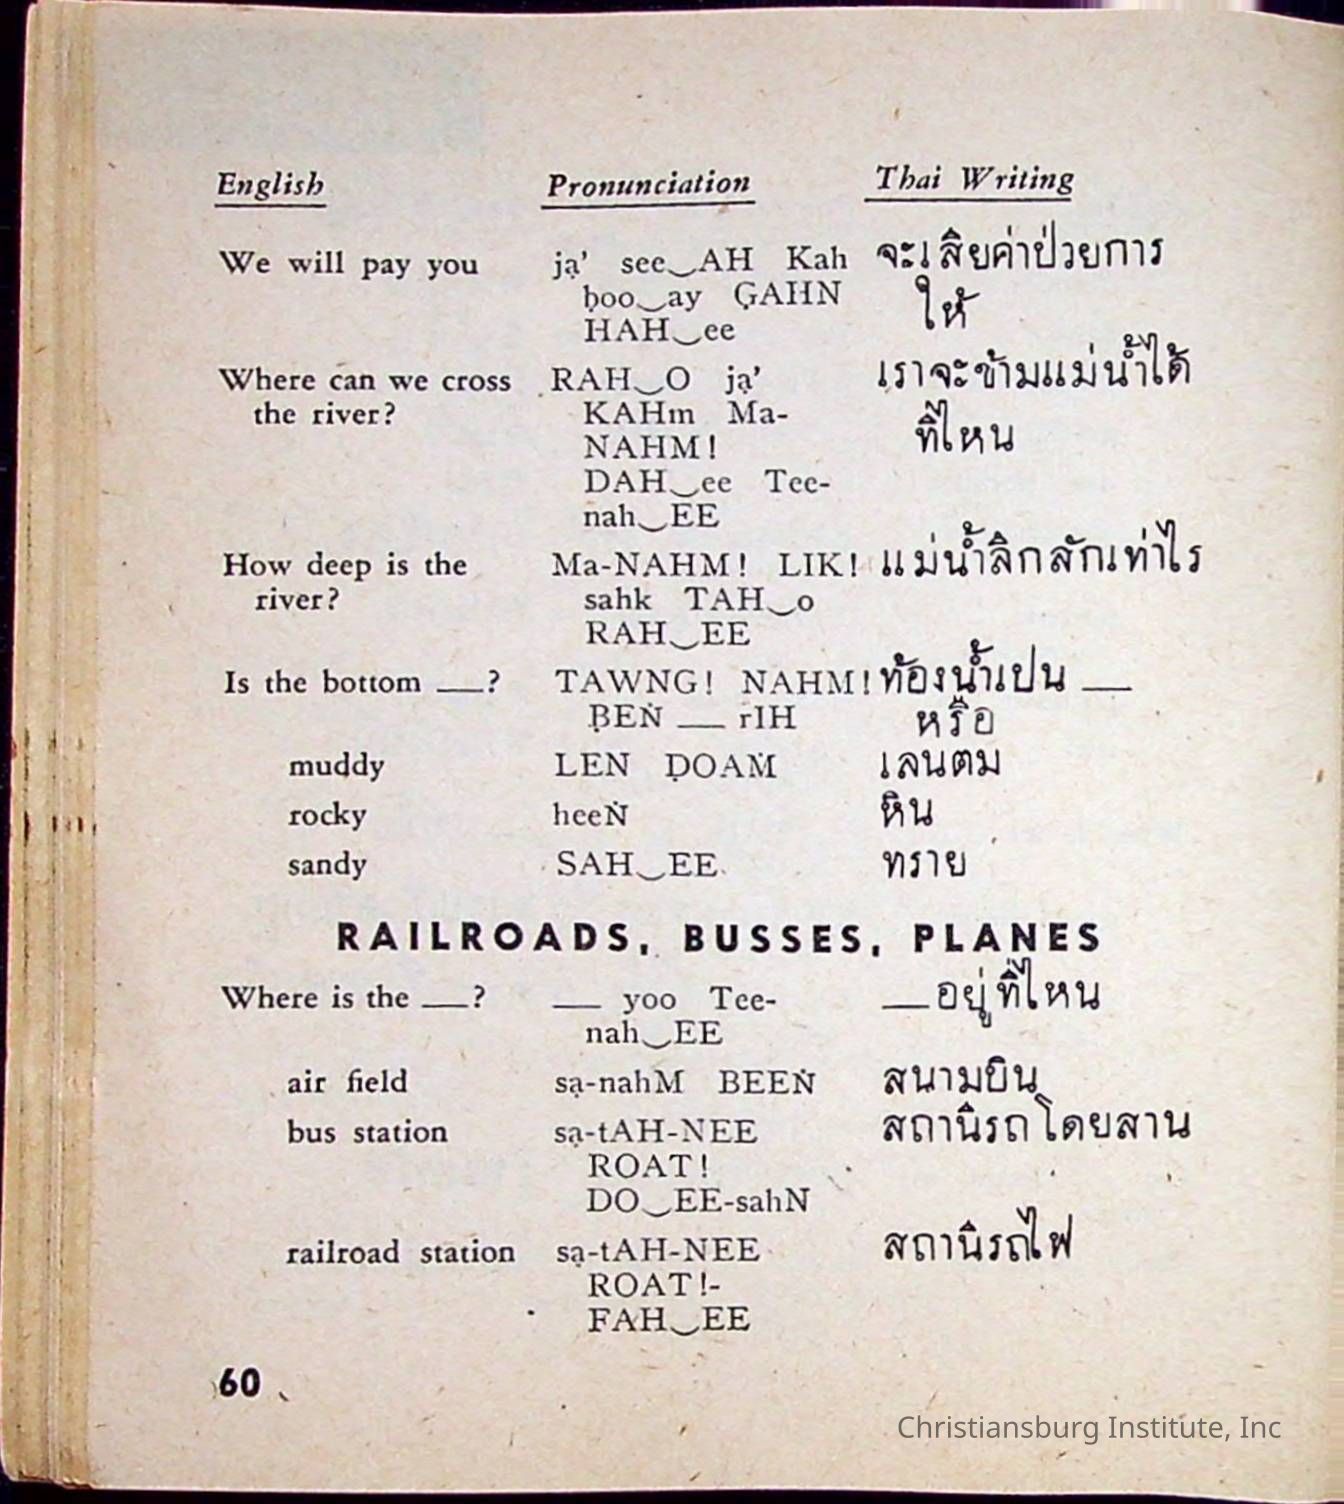 English Pronunciation Thai Writing
We will pay you jạ' see‿AH Kah จะเสียค่าป่วยการ
ḅoo‿ay G̣AHN ให้
HAH‿ee
Where can we cross RAH‿O jạ' เราจะข้ามแม่น้ำได้
the river? KAHm Ma- ที่ไหน
NAHM!
DAH‿ee Tee-
nah‿EE
How deep is the Ma-NAHM! LIK! แม่น้ำลึกสักเท่าไร
river? sahk TAH‿o
RAH‿EE
Is the bottom ___? TAWNG! NAHM! ท้องน้ำเปน ___
ḄEṄ ___ rIH หรือ
muddy LEN ḌOAṀ เลนตม
rocky heeṄ หิน
sandy SAH‿EE ทราย
RAILROADS, BUSSES, PLANES
Where is the ___? ___ yoo Tee- ___อยู่ที่ไหน
nah‿EE
air field sạ-nahM BEEṄ สนามบิน
bus station sạ-tAH-NEE สถานีรถโดยสาน
ROAT!
DO‿EE-sahN
railroad station sạ-tAH-NEE สถานีรถไฟ
ROAT!-
FAH‿EE
60
Christiansburg Institute, Inc